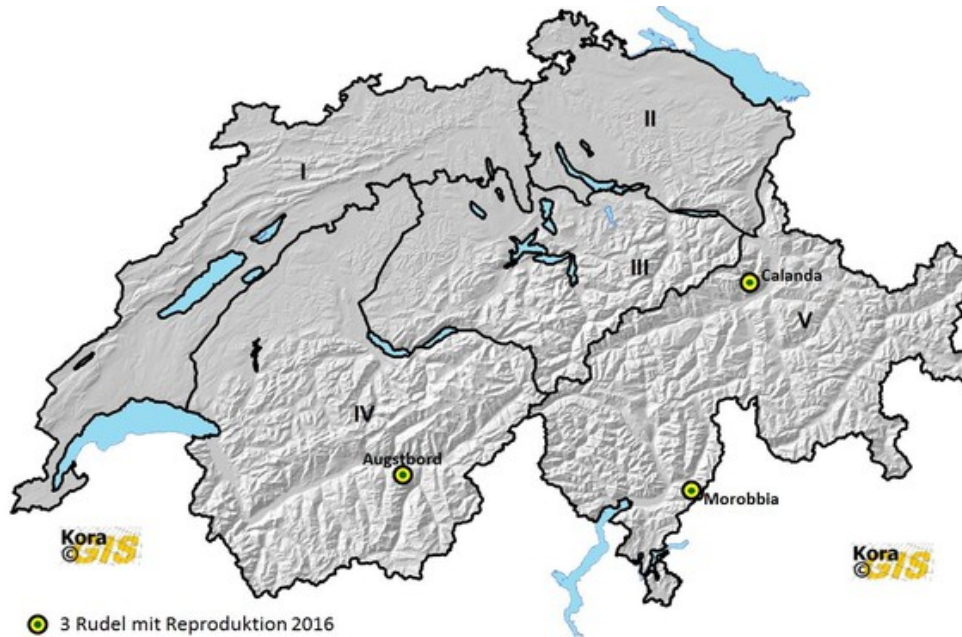 II
I
III
Calanda
V
IV
Augstbord
Morobbia
Kora
©GIS
Kora
©GIS
3 Rudel mit Reproduktion 2016